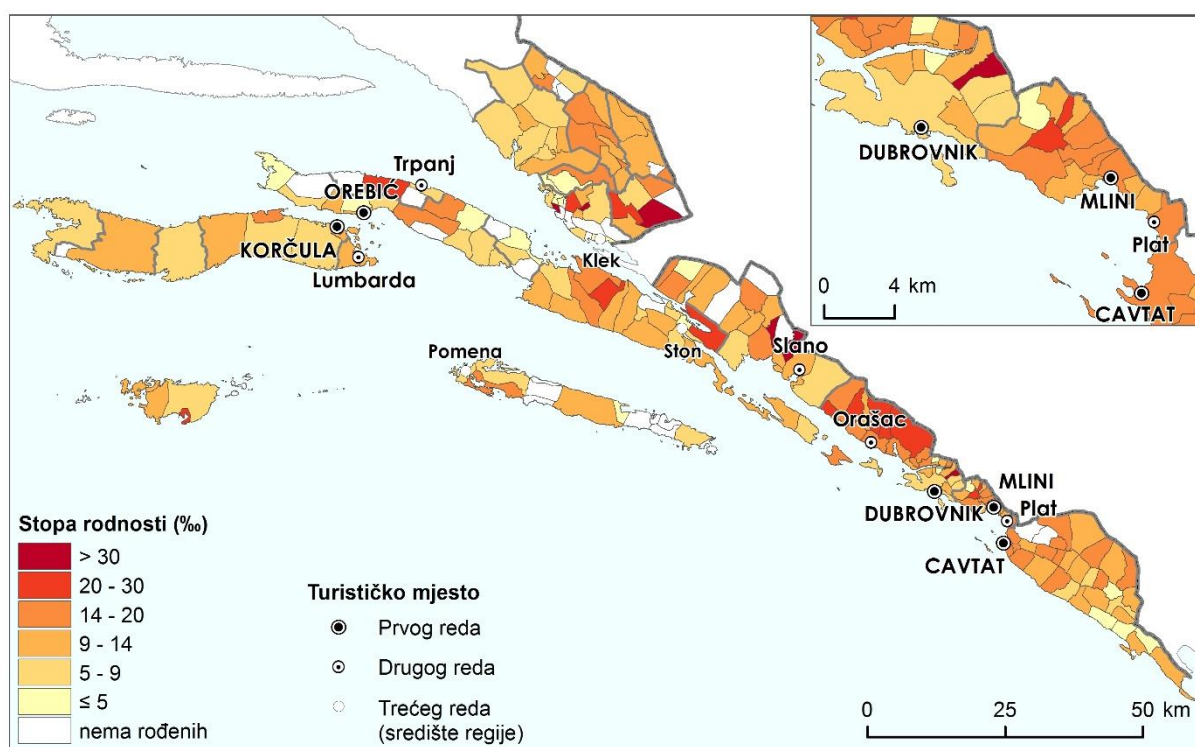 Trpanj
OREBIĆ
KORČULA
Lumbarda
Klek
Pomena
Ston
Slano
Orašac
DUBROVNIK
MLINI
Plat
CAVTAT
DUBROVNIK
MLINI
Plat
CAVTAT
0 4 km
Stopa rodnosti (‰)
> 30
20 - 30
14 - 20
9 - 14
5 - 9
≤ 5
nema rođenih
Turističko mjesto
Prvog reda
Drugog reda
Trećeg reda
(središte regije)
0 25 50 km